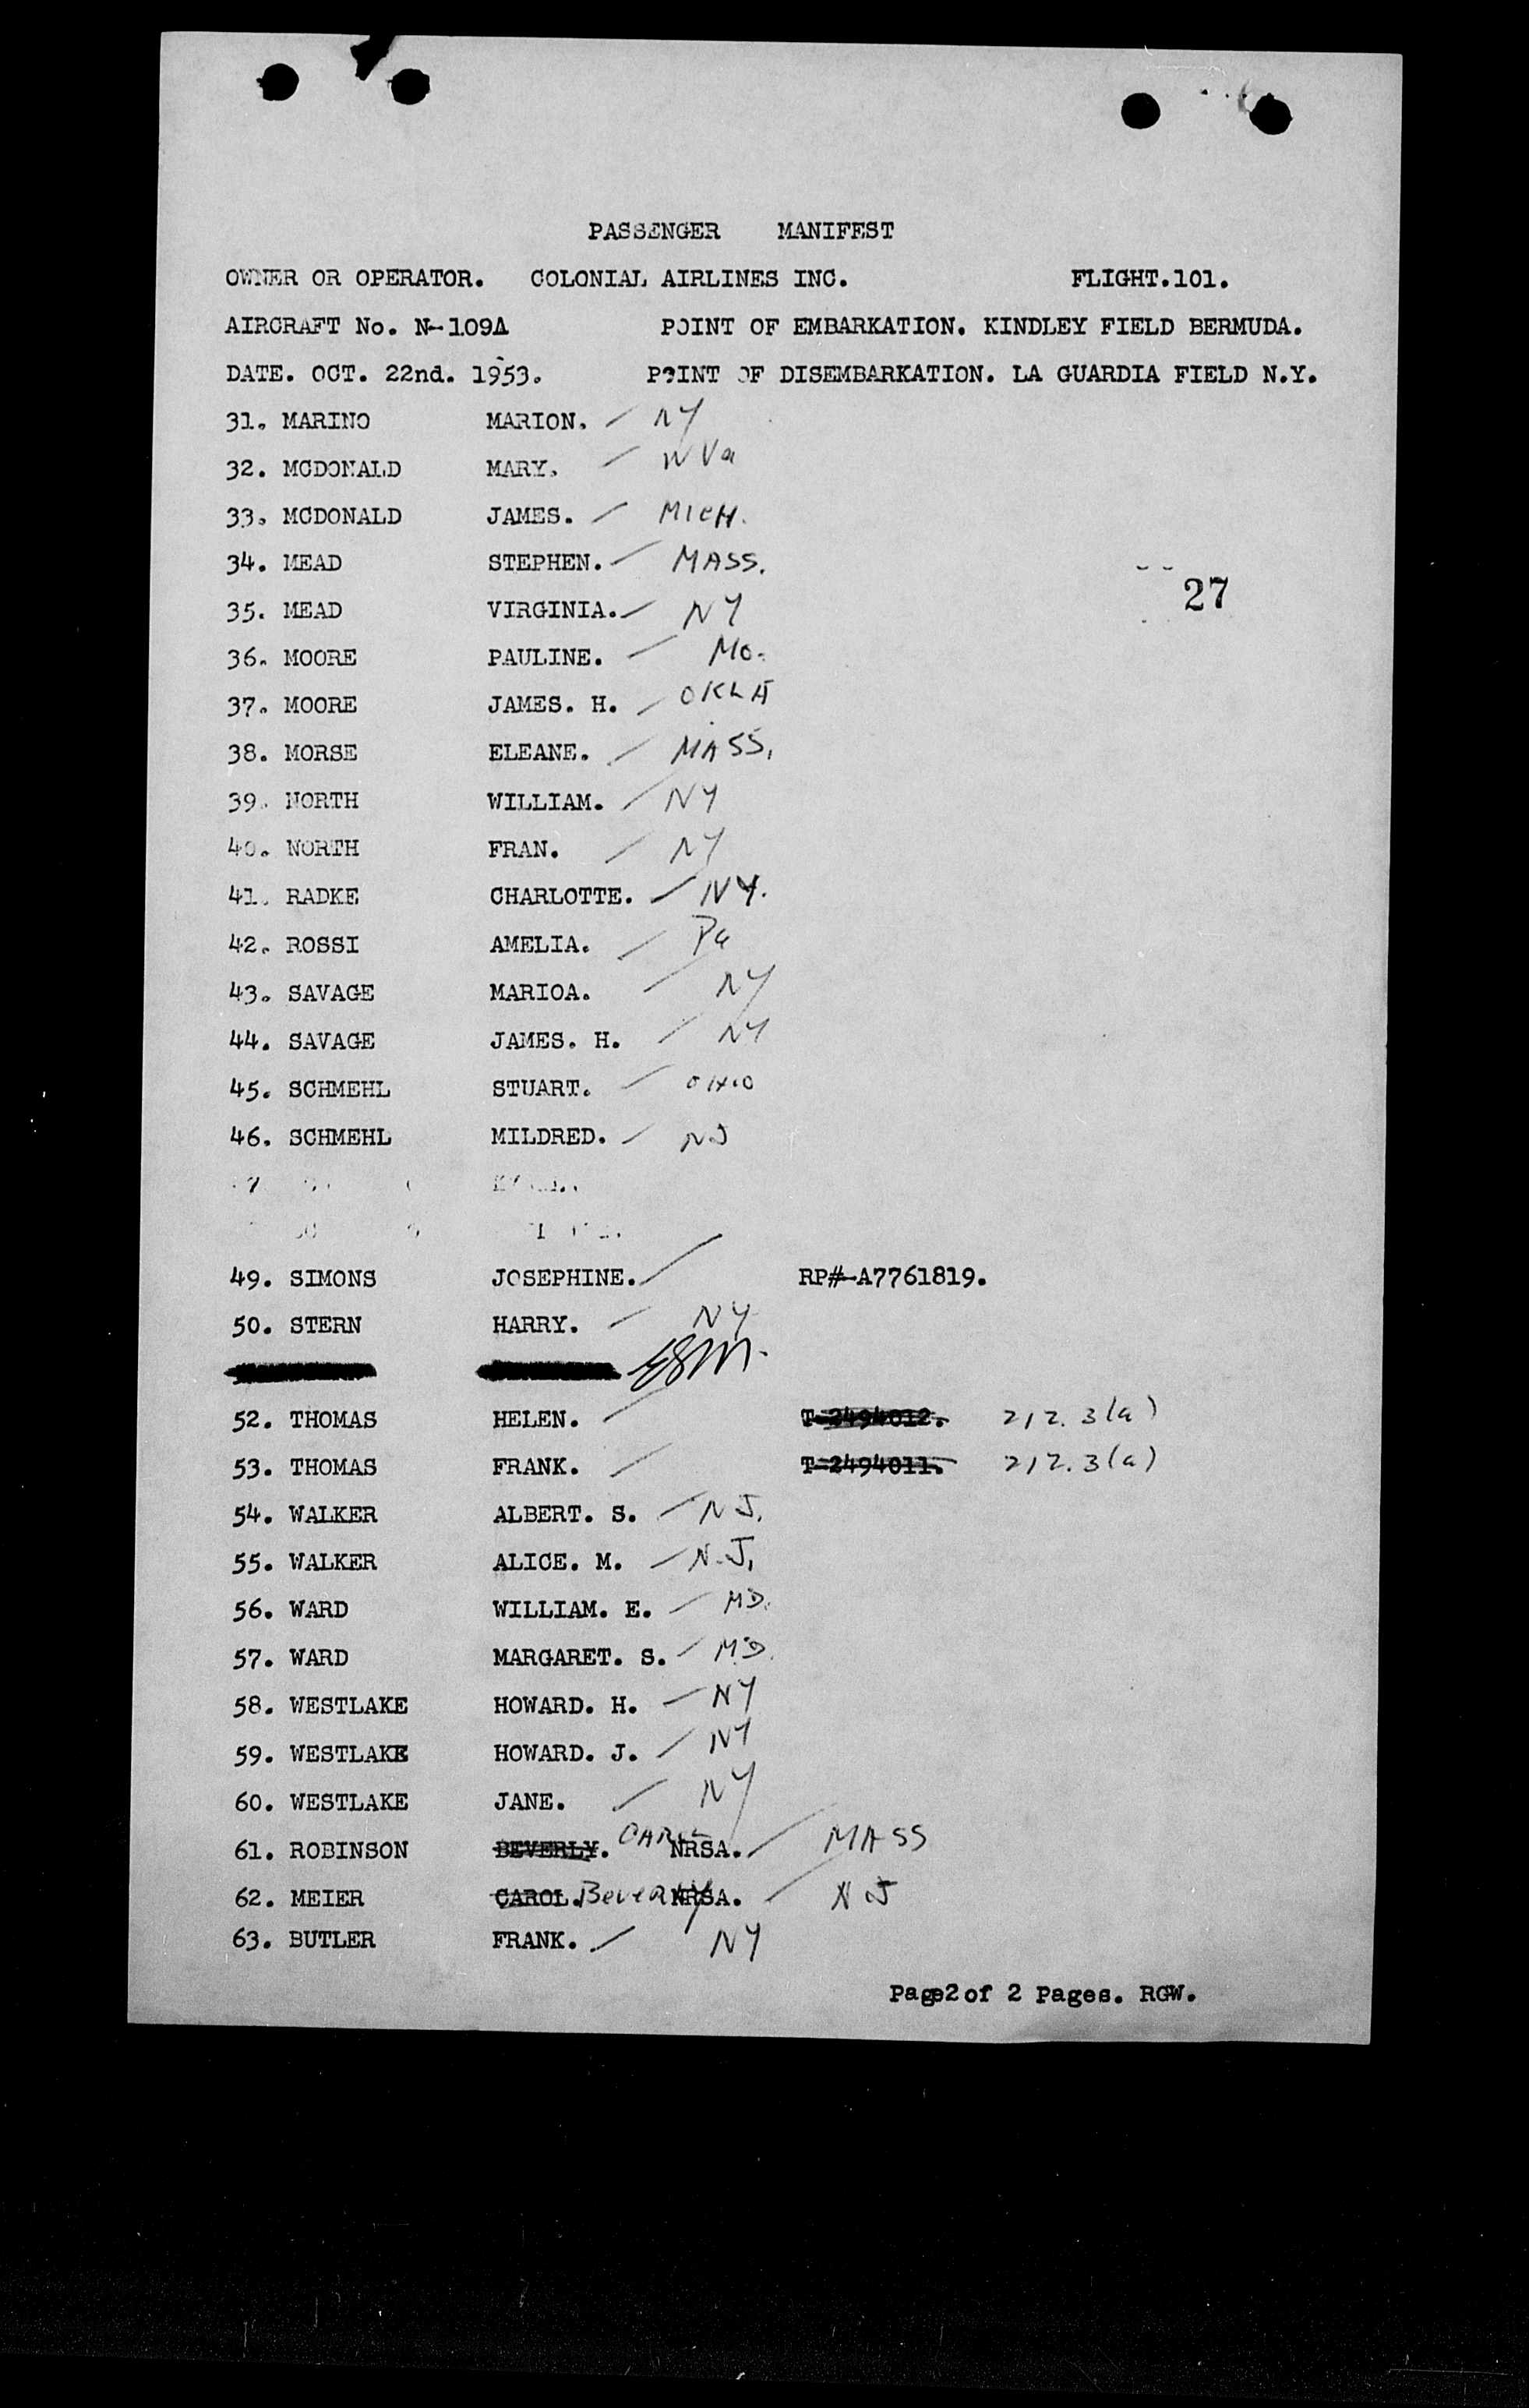 PASSENGER MANIFEST
OWNER OR OPERATOR. COLONIAL AIRLINES INC. FLIGHT.101.
AIRCRAFT No. N-109A POINT OF EMBARKATION. KINDLEY FIELD BERMUDA.
DATE. OCT. 22nd. 1953. POINT OF DISEMBARKATION. LA GUARDIA FIELD N.Y.
31. MARINO MARION. / NY
32. MCDONALD MARY. / WVa
33. MCDONALD JAMES. / MICH.
34. MEAD STEPHEN. / MASS.
27
35. MEAD VIRGINIA. / NY
36. MOORE PAULINE. / Mo.
37. MOORE JAMES. H. / OKLA
38. MORSE ELEANE. / MASS.
39. NORTH WILLIAM. / NY
40. NORTH FRAN. / NY
41. RADKE CHARLOTTE. / NY.
42. ROSSI AMELIA. / Pa
43. SAVAGE MARIOA. / NY
44. SAVAGE JAMES. H. / NY
45. SCHMEHL STUART. / OHIO
46. SCHMEHL MILDRED. / NJ
49. SIMONS JOSEPHINE. / RP#-A7761819.
50. STERN HARRY. / NY
52. THOMAS HELEN. / T-2494012. 212.3(a)
53. THOMAS FRANK. / T-2494011. 212.3(a)
54. WALKER ALBERT. S. / NJ.
55. WALKER ALICE. M. / N.J.
56. WARD WILLIAM. E. / MD.
57. WARD MARGARET. S. / MD.
58. WESTLAKE HOWARD. H. / NY
59. WESTLAKE HOWARD. J. / NY
60. WESTLAKE JANE. / NY
61. ROBINSON BEVERLY. CAROL NRSA. / MASS
62. MEIER CAROL. Beverly NRSA. / NJ
63. BUTLER FRANK. / NY
Page2of 2 Pages. RGW.